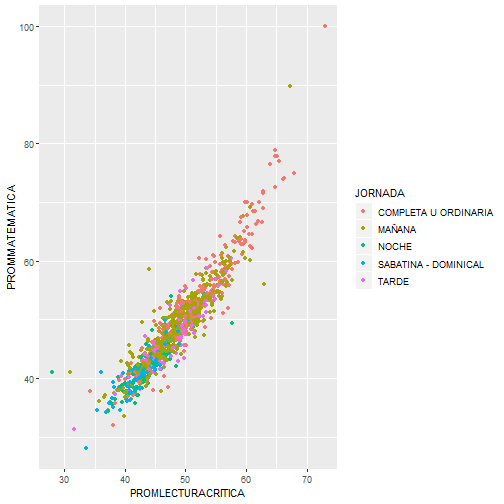 100
80
60
40
PROMMATEMATICA
30
40
50
60
70
PROMLECTURACRITICA
JORNADA
COMPLETA U ORDINARIA
MAÑANA
NOCHE
SABATINA - DOMINICAL
TARDE